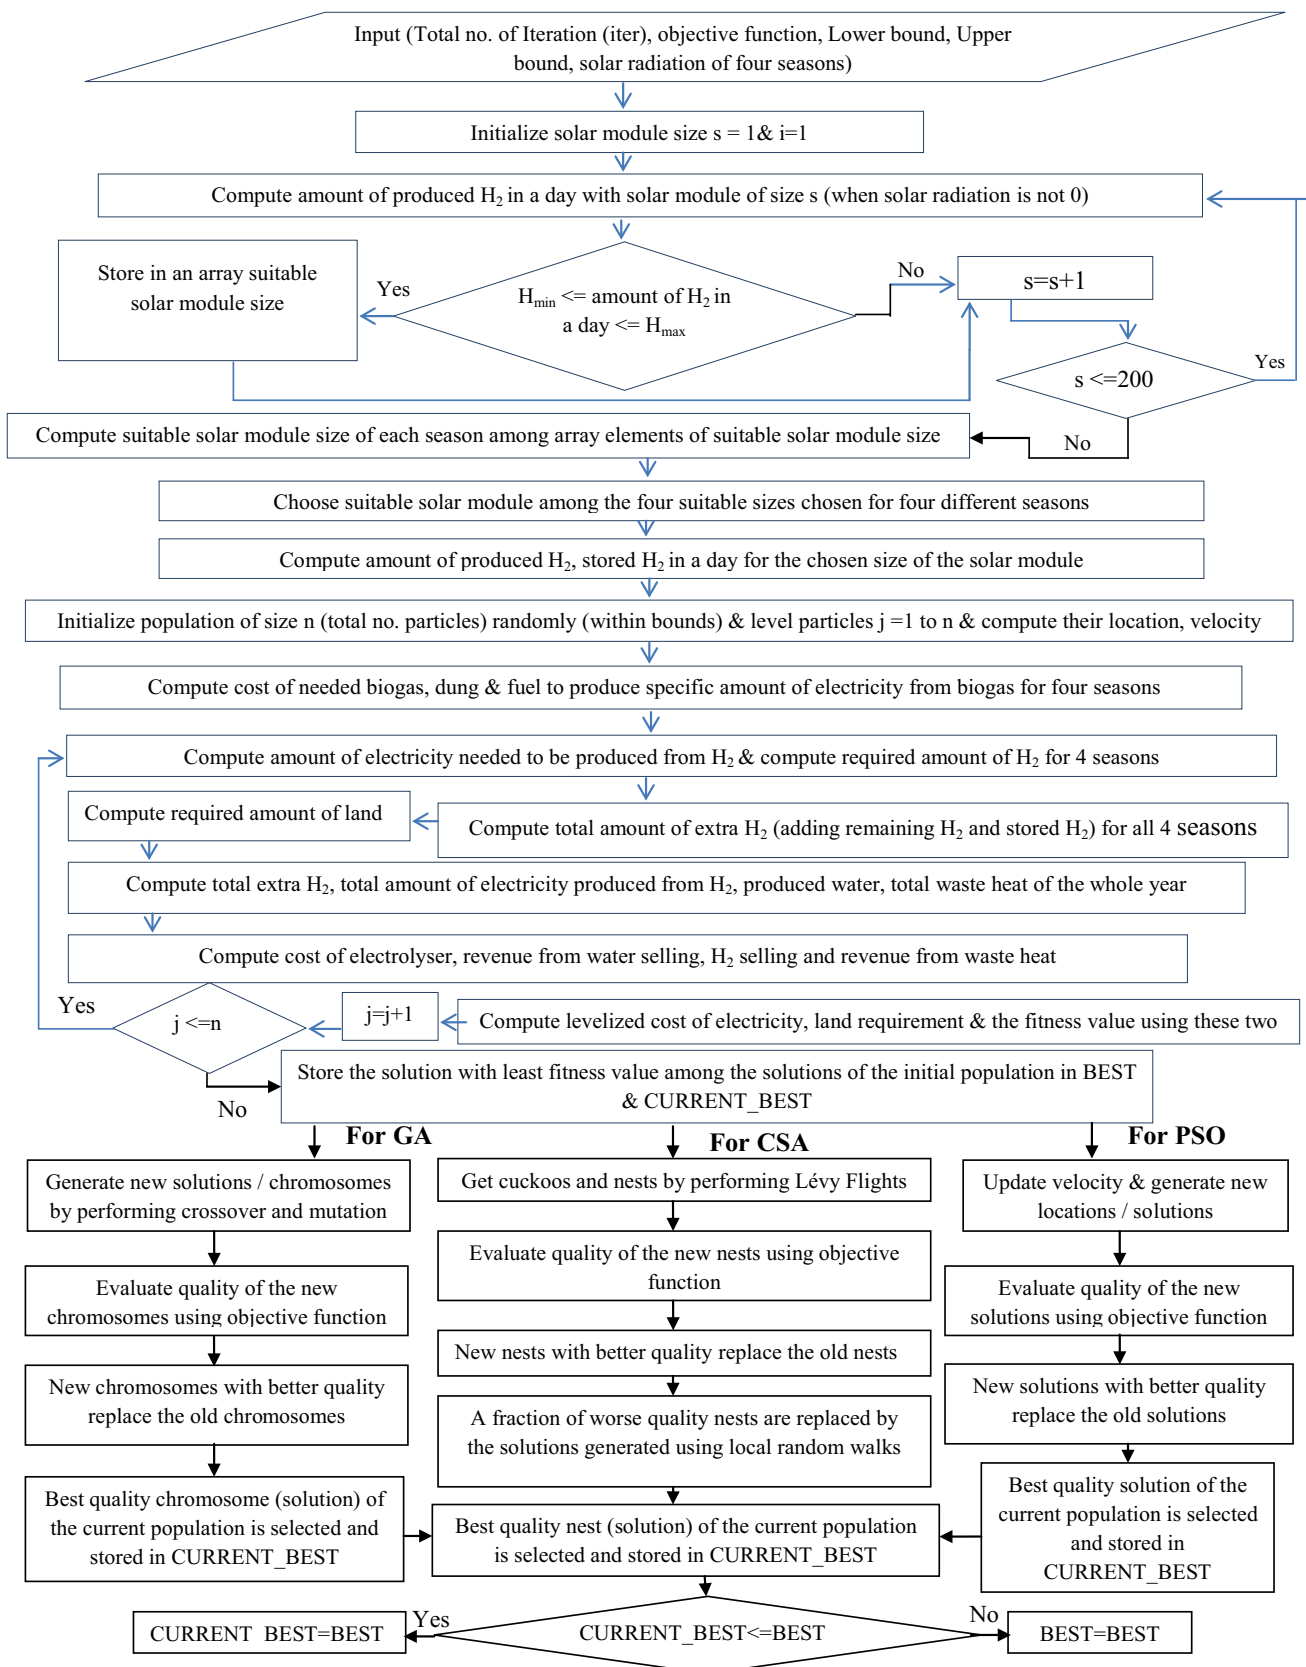 Input (Total no. of Iteration (iter), objective function, Lower bound, Upper
bound, solar radiation of four seasons)
Initialize solar module size s = 1& i=1
Compute amount of produced H₂ in a day with solar module of size s (when solar radiation is not 0)
Store in an array suitable
solar module size
Yes
H_min <= amount of H₂ in
a day <= H_max
No
s=s+1
s <=200
Yes
No
Compute suitable solar module size of each season among array elements of suitable solar module size
Choose suitable solar module among the four suitable sizes chosen for four different seasons
Compute amount of produced H₂, stored H₂ in a day for the chosen size of the solar module
Initialize population of size n (total no. particles) randomly (within bounds) & level particles j =1 to n & compute their location, velocity
Compute cost of needed biogas, dung & fuel to produce specific amount of electricity from biogas for four seasons
Compute amount of electricity needed to be produced from H₂ & compute required amount of H₂ for 4 seasons
Compute required amount of land
Compute total amount of extra H₂ (adding remaining H₂ and stored H₂) for all 4 seasons
Compute total extra H₂, total amount of electricity produced from H₂, produced water, total waste heat of the whole year
Compute cost of electrolyser, revenue from water selling, H₂ selling and revenue from waste heat
Yes
j <=n
j=j+1
Compute levelized cost of electricity, land requirement & the fitness value using these two
No
Store the solution with least fitness value among the solutions of the initial population in BEST
& CURRENT_BEST
For GA
For CSA
For PSO
Generate new solutions / chromosomes
by performing crossover and mutation
Evaluate quality of the new
chromosomes using objective function
New chromosomes with better quality
replace the old chromosomes
Best quality chromosome (solution) of
the current population is selected and
stored in CURRENT_BEST
Get cuckoos and nests by performing Lévy Flights
Evaluate quality of the new nests using objective
function
New nests with better quality replace the old nests
A fraction of worse quality nests are replaced by
the solutions generated using local random walks
Best quality nest (solution) of the current population
is selected and stored in CURRENT_BEST
Update velocity & generate new
locations / solutions
Evaluate quality of the new
solutions using objective function
New solutions with better quality
replace the old solutions
Best quality solution of the
current population is selected
and stored in
CURRENT_BEST
CURRENT_BEST=BEST
Yes
CURRENT_BEST<=BEST
No
BEST=BEST